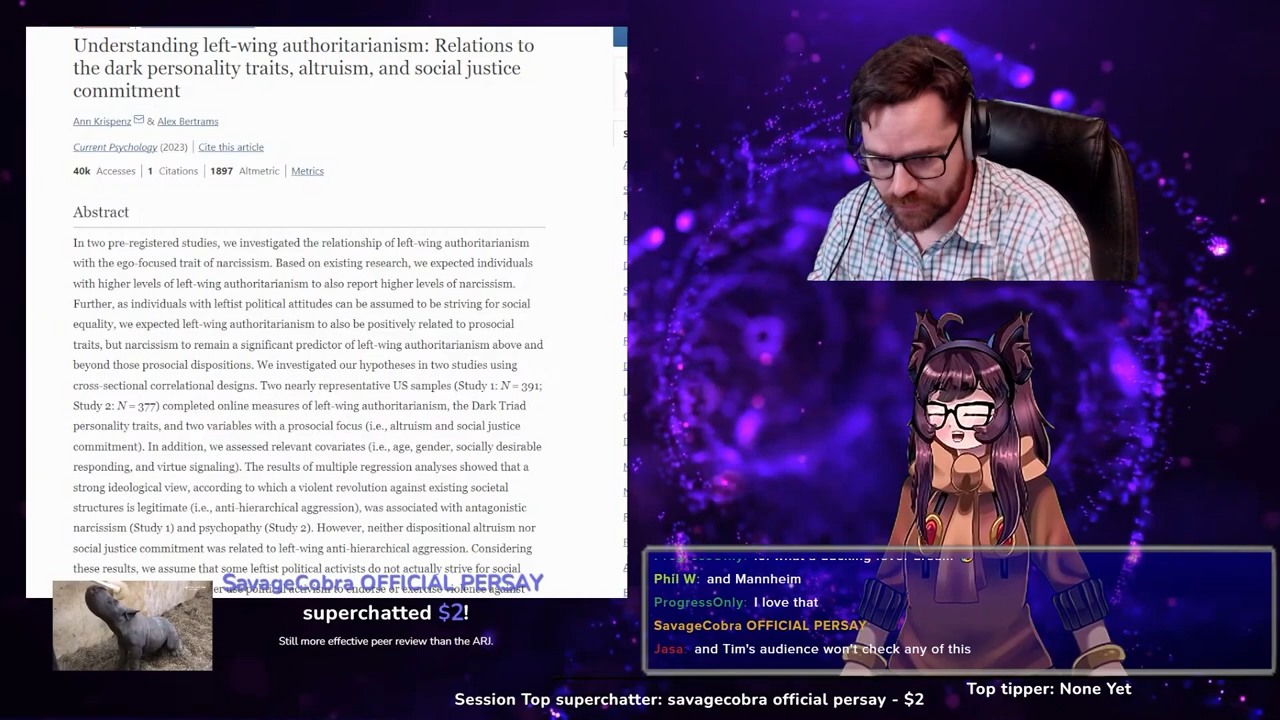 Understanding left-wing authoritarianism: Relations to
the dark personality traits, altruism, and social justice
commitment
Ann Krispenz & Alex Bertrams
Current Psychology (2023) Cite this article
40k Accesses 1 Citations 1897 Altmetric Metrics
Abstract
In two pre-registered studies, we investigated the relationship of left-wing authoritarianism
with the ego-focused trait of narcissism. Based on existing research, we expected individuals
with higher levels of left-wing authoritarianism to also report higher levels of narcissism.
Further, as individuals with leftist political attitudes can be assumed to be striving for social
equality, we expected left-wing authoritarianism to also be positively related to prosocial
traits, but narcissism to remain a significant predictor of left-wing authoritarianism above and
beyond those prosocial dispositions. We investigated our hypotheses in two studies using
cross-sectional correlational designs. Two nearly representative US samples (Study 1: N = 391;
Study 2: N = 377) completed online measures of left-wing authoritarianism, the Dark Triad
personality traits, and two variables with a prosocial focus (i.e., altruism and social justice
commitment). In addition, we assessed relevant covariates (i.e., age, gender, socially desirable
responding, and virtue signaling). The results of multiple regression analyses showed that a
strong ideological view, according to which a violent revolution against existing societal
structures is legitimate (i.e., anti-hierarchical aggression), was associated with antagonistic
narcissism (Study 1) and psychopathy (Study 2). However, neither dispositional altruism nor
social justice commitment was related to left-wing anti-hierarchical aggression. Considering
these results, we assume that some leftist political activists do not actually strive for social
SavageCobra OFFICIAL PERSAY
superchatted $2!
Still more effective peer review than the ARJ.
Phil W: and Mannheim
ProgressOnly: I love that
SavageCobra OFFICIAL PERSAY
Jasa: and Tim's audience won't check any of this
Session Top superchatter: savagecobra official persay - $2
Top tipper: None Yet